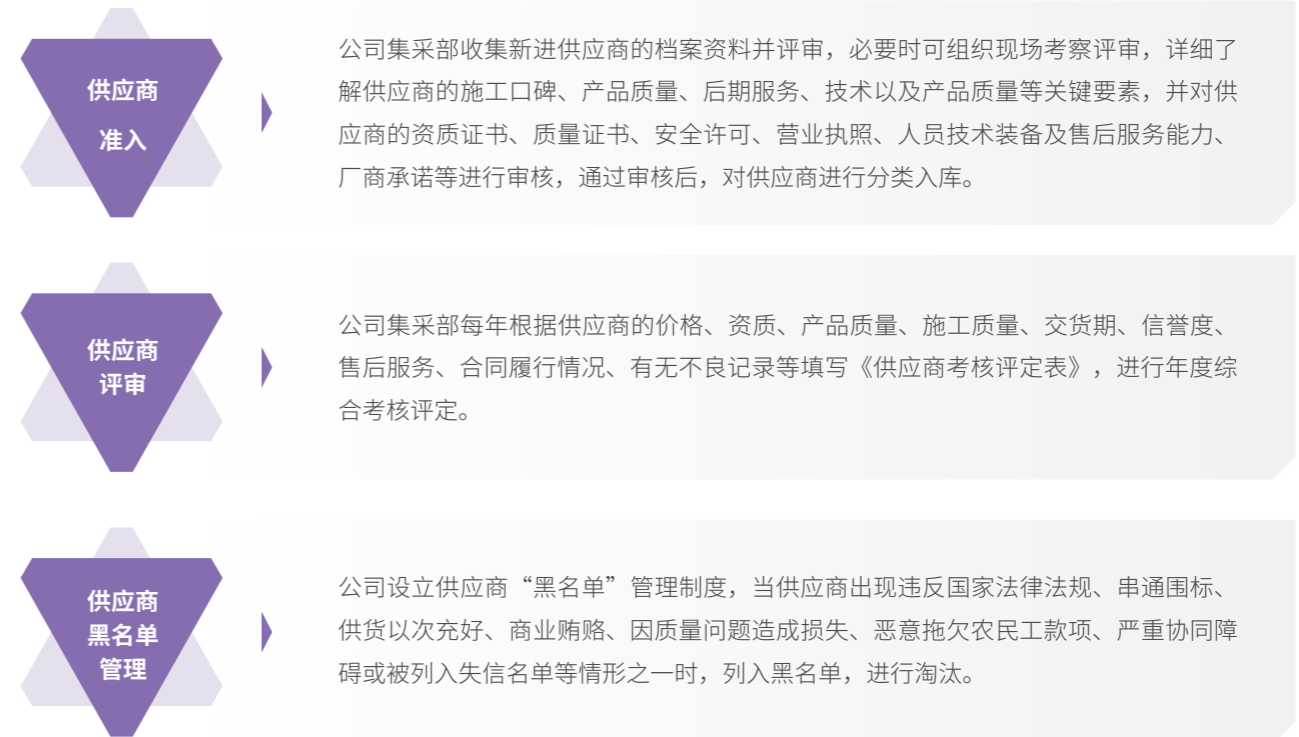 供应商
准入
公司集采部收集新进供应商的档案资料并评审，必要时可组织现场考察评审，详细了
解供应商的施工口碑、产品质量、后期服务、技术以及产品质量等关键要素，并对供
应商的资质证书、质量证书、安全许可、营业执照、人员技术装备及售后服务能力、
厂商承诺等进行审核，通过审核后，对供应商进行分类入库。
供应商
评审
公司集采部每年根据供应商的价格、资质、产品质量、施工质量、交货期、信誉度、
售后服务、合同履行情况、有无不良记录等填写《供应商考核评定表》，进行年度综
合考核评定。
供应商
黑名单
管理
公司设立供应商“黑名单”管理制度，当供应商出现违反国家法律法规、串通围标、
供货以次充好、商业贿赂、因质量问题造成损失、恶意拖欠农民工款项、严重协同障
碍或被列入失信名单等情形之一时，列入黑名单，进行淘汰。